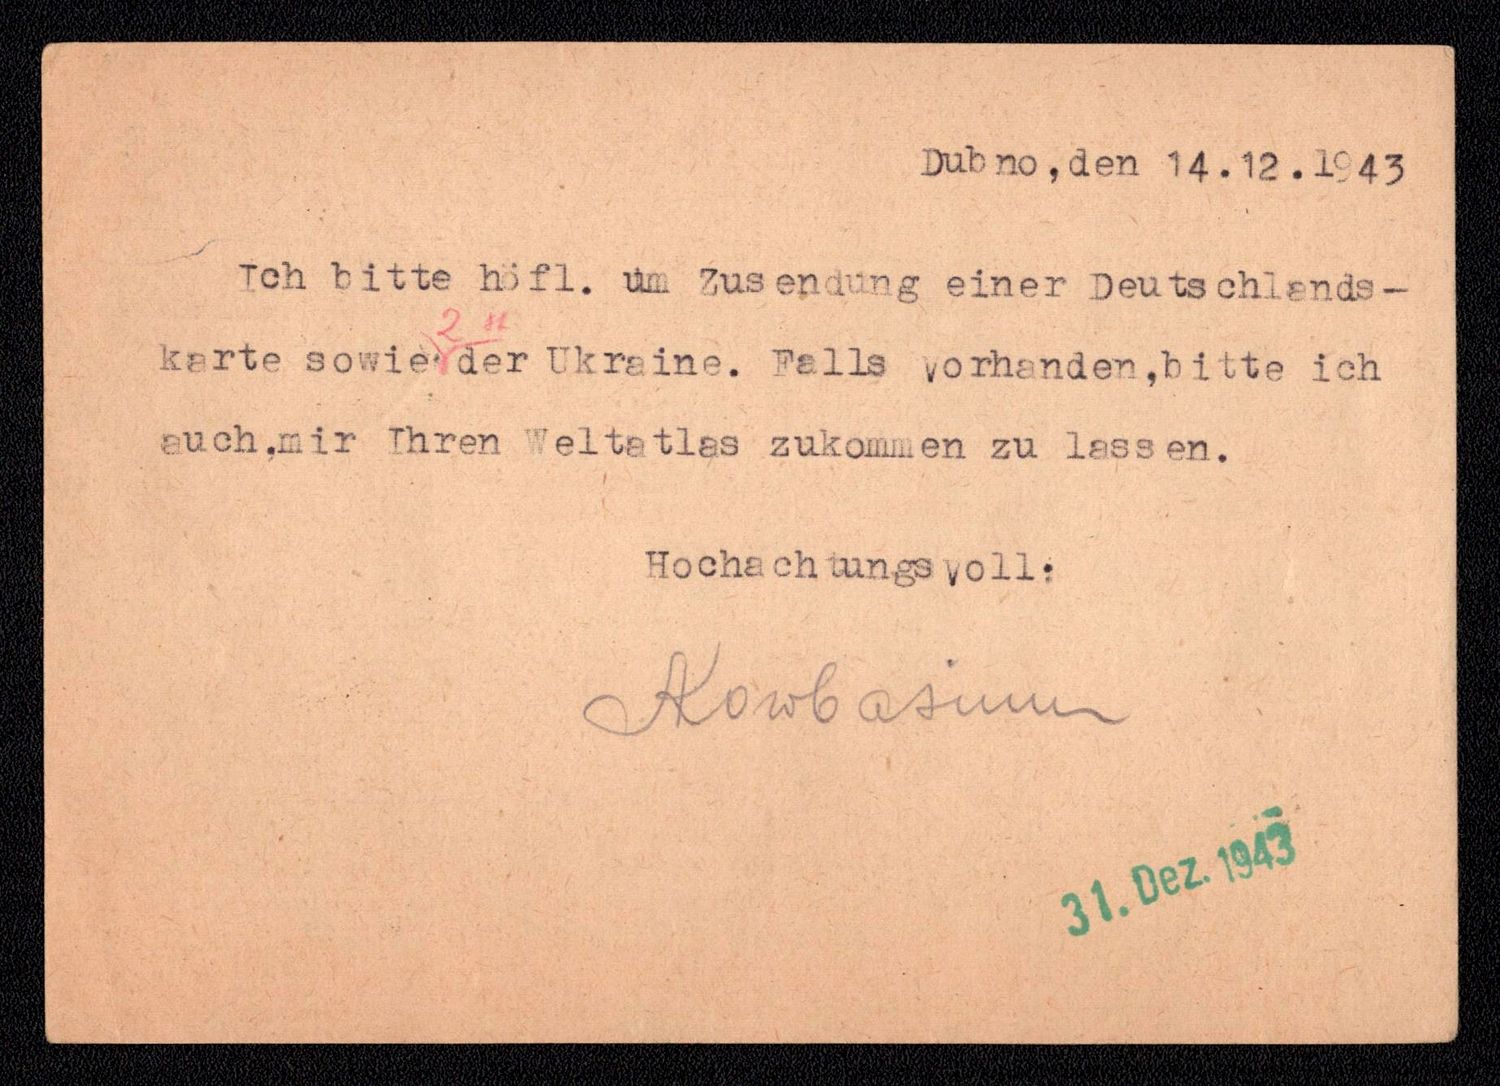 Dubno,den 14.12.1943
Ich bitte höfl. um Zusendung einer Deutschlands-
2
karte sowie der Ukraine. Falls vorhanden,bitte ich
auch,mir Ihren Weltatlas zukommen zu lassen.
Hochachtungsvoll:
31. Dez. 1943